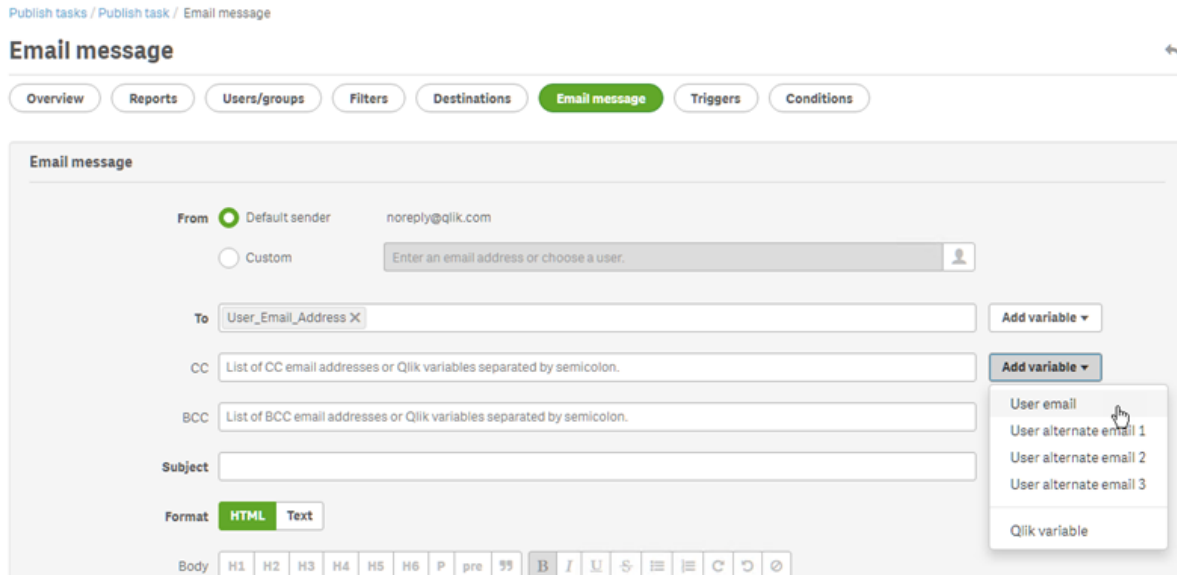 Publish tasks / Publish task / Email message
Email message
Overview Reports Users/groups Filters Destinations Email message Triggers Conditions
Email message
From Default sender noreply@qlik.com
Custom Enter an email address or choose a user.
To User_Email_Address Add variable
CC List of CC email addresses or Qlik variables separated by semicolon. Add variable
User email
BCC List of BCC email addresses or Qlik variables separated by semicolon.
User alternate email 1
User alternate email 2
Subject
User alternate email 3
Format HTML Text
Qlik variable
Body H1 H2 H3 H4 H5 H6 P pre 99 B I U S